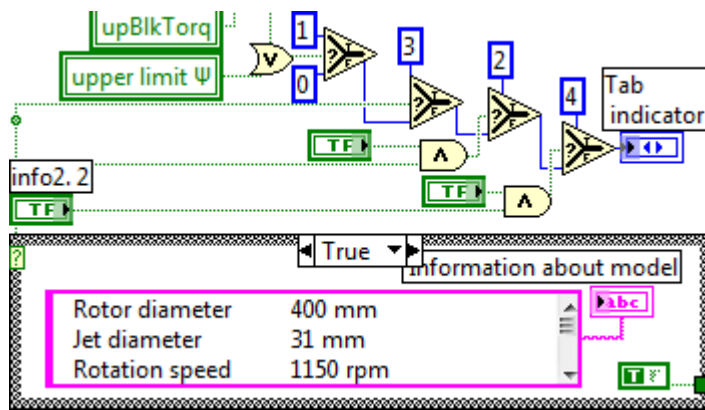 upBlkTorq
upper limit Ψ
V
1
0
?
3
?
2
?
4
?
Tab
indicator
TF
Λ
TF
Λ
info2. 2
TF
?
True
Information about model
abc
Rotor diameter 400 mm
Jet diameter 31 mm
Rotation speed 1150 rpm
T